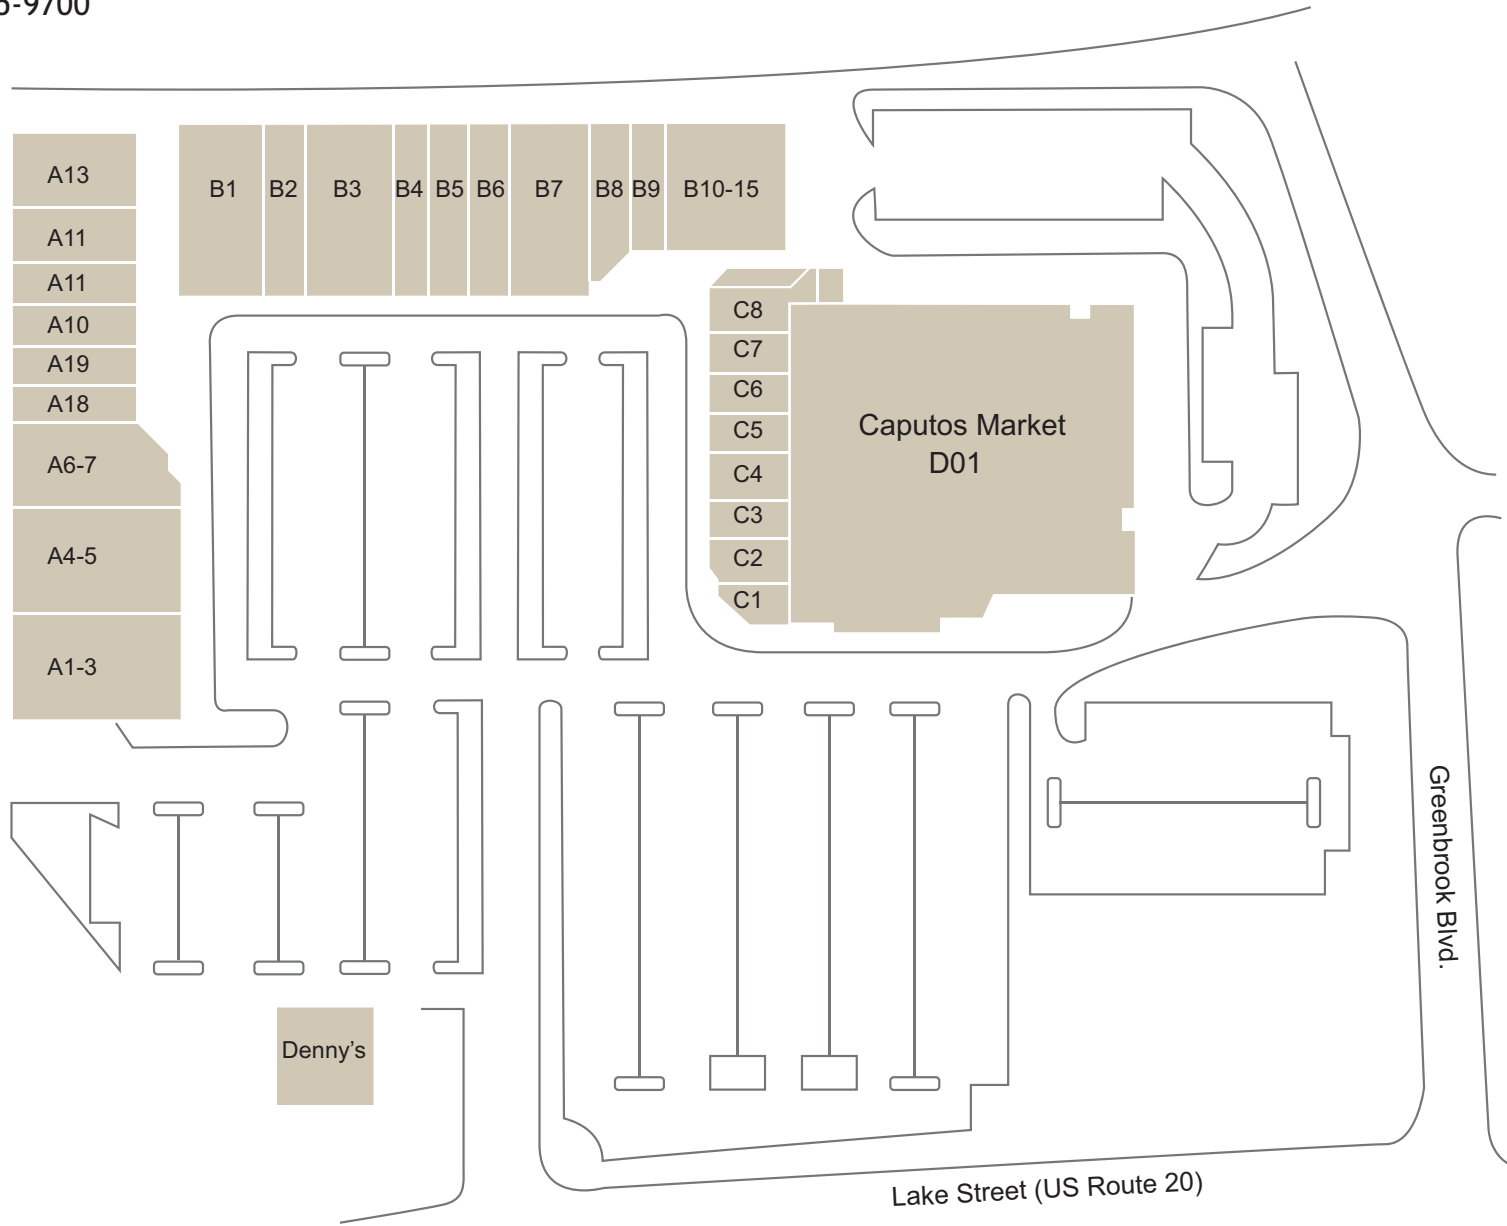 5-9700
A13
A11
A11
A10
A19
A18
A6-7
A4-5
A1-3
B1 B2 B3 B4 B5 B6 B7 B8 B9 B10-15
C8
C7
C6
C5
C4
C3
C2
C1
Caputos Market
D01
Greenbrook Blvd.
Denny’s
Lake Street (US Route 20)